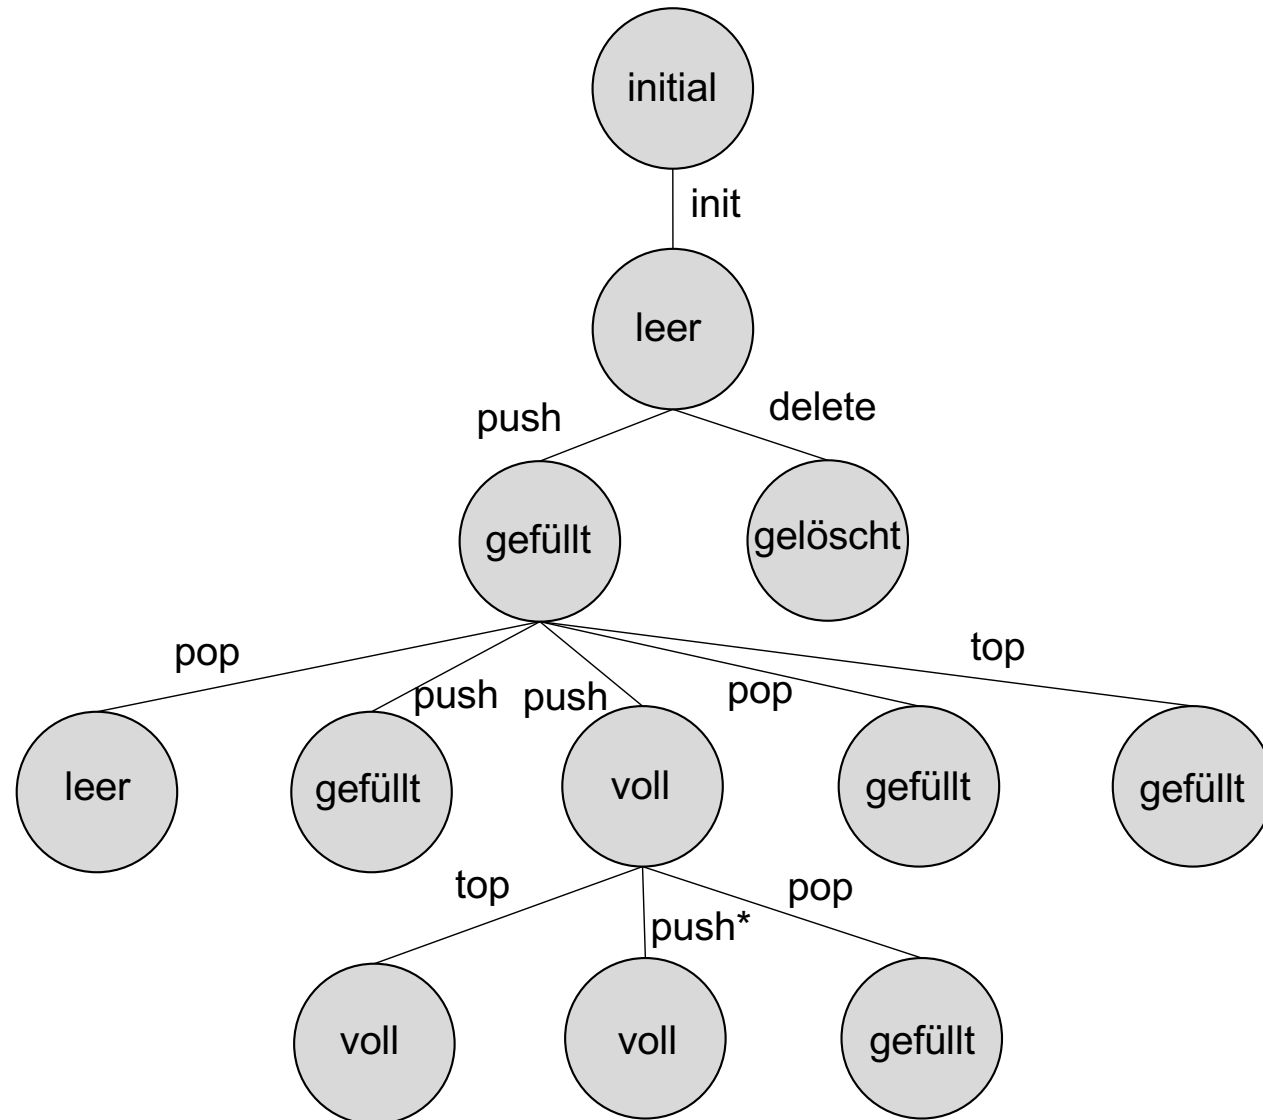 initial
init
leer
push
delete
gefüllt
gelöscht
pop
push
push
pop
top
leer
gefüllt
voll
gefüllt
gefüllt
top
push*
pop
voll
voll
gefüllt